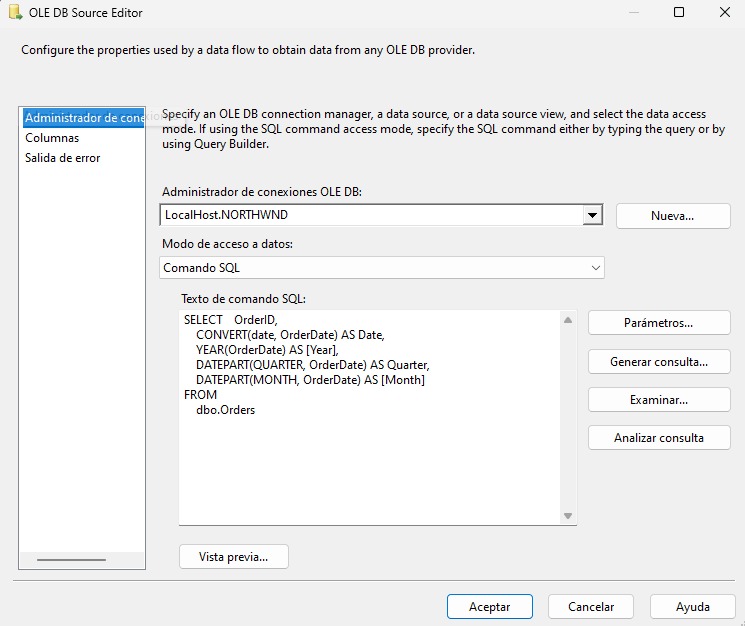 OLE DB Source Editor
Configure the properties used by a data flow to obtain data from any OLE DB provider.
Administrador de cone
Columnas
Salida de error
Specify an OLE DB connection manager, a data source, or a data source view, and select the data access
mode. If using the SQL command access mode, specify the SQL command either by typing the query or by
using Query Builder.
Administrador de conexiones OLE DB:
LocalHost.NORTHWND
Nueva...
Modo de acceso a datos:
Comando SQL
Texto de comando SQL:
SELECT OrderID,
CONVERT(date, OrderDate) AS Date,
YEAR(OrderDate) AS [Year],
DATEPART(QUARTER, OrderDate) AS Quarter,
DATEPART(MONTH, OrderDate) AS [Month]
FROM
dbo.Orders
Parámetros...
Generar consulta...
Examinar...
Analizar consulta
Vista previa...
Aceptar
Cancelar
Ayuda